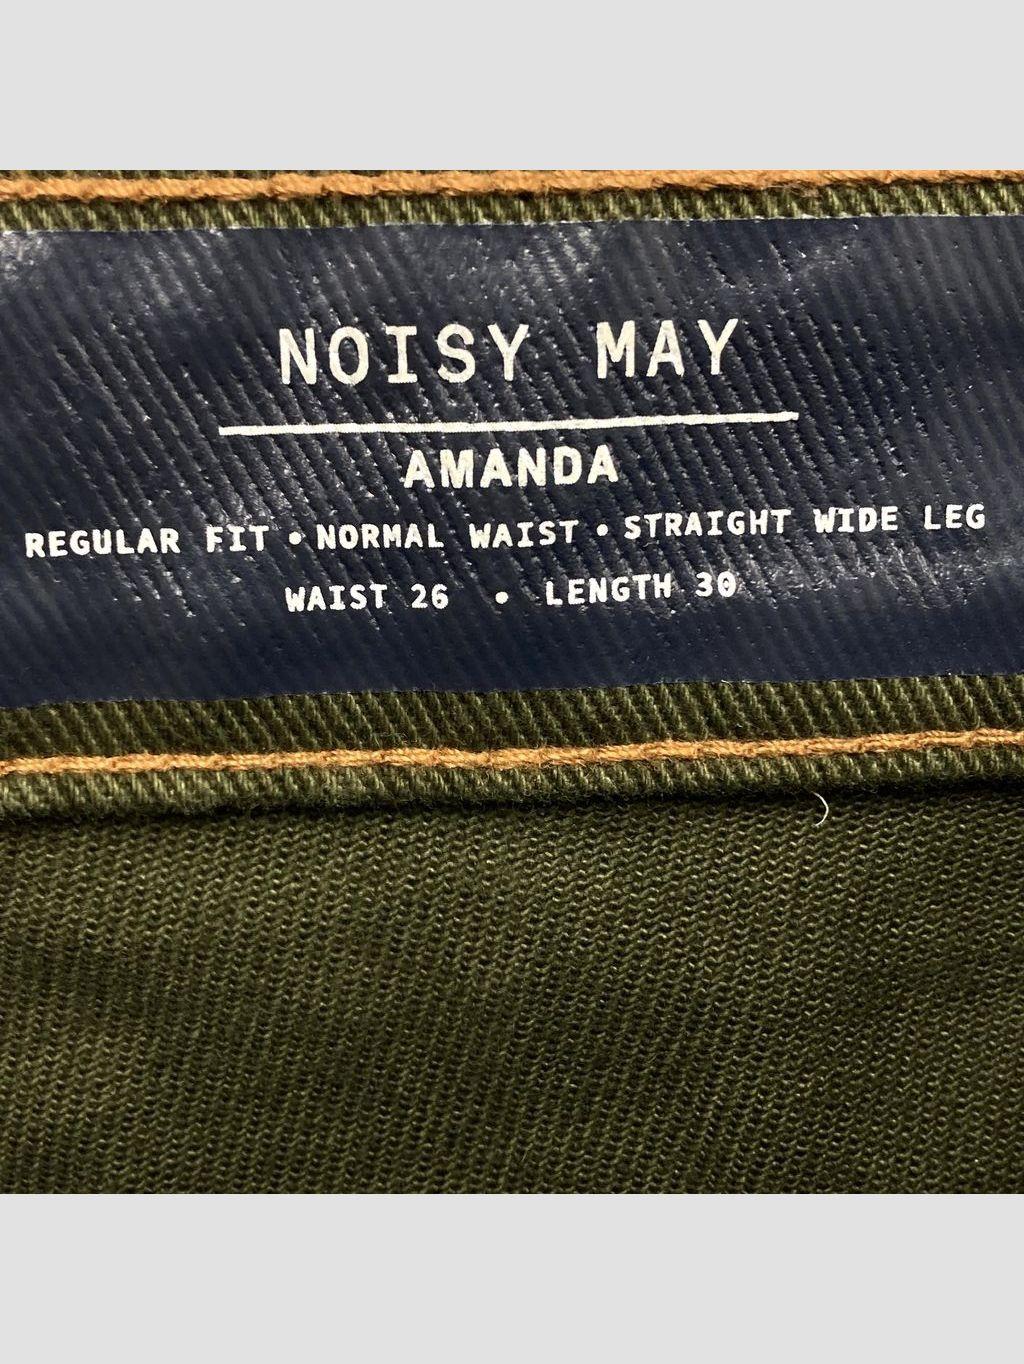 NOISY MAY
AMANDA
REGULAR FIT • NORMAL WAIST • STRAIGHT WIDE LEG
WAIST 26 • LENGTH 30